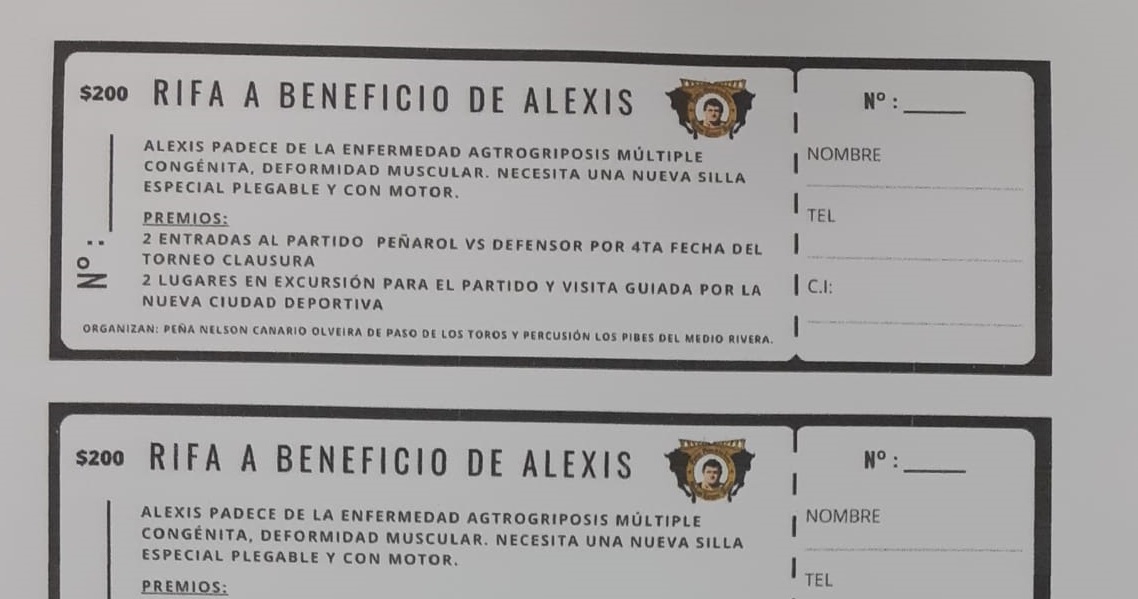 $200 RIFA A BENEFICIO DE ALEXIS
Nº : _____
ALEXIS PADECE DE LA ENFERMEDAD AGTROGRIPOSIS MÚLTIPLE
CONGÉNITA, DEFORMIDAD MUSCULAR. NECESITA UNA NUEVA SILLA
ESPECIAL PLEGABLE Y CON MOTOR.
PREMIOS:
2 ENTRADAS AL PARTIDO PEÑAROL VS DEFENSOR POR 4TA FECHA DEL
TORNEO CLAUSURA
2 LUGARES EN EXCURSIÓN PARA EL PARTIDO Y VISITA GUIADA POR LA
NUEVA CIUDAD DEPORTIVA
ORGANIZAN: PEÑA NELSON CANARIO OLVEIRA DE PASO DE LOS TOROS Y PERCUSIÓN LOS PIBES DEL MEDIO RIVERA.
Nº : _____
NOMBRE
TEL
C.I:
$200 RIFA A BENEFICIO DE ALEXIS
ALEXIS PADECE DE LA ENFERMEDAD AGTROGRIPOSIS MÚLTIPLE
CONGÉNITA, DEFORMIDAD MUSCULAR. NECESITA UNA NUEVA SILLA
ESPECIAL PLEGABLE Y CON MOTOR.
PREMIOS:
Nº : _____
NOMBRE
TEL